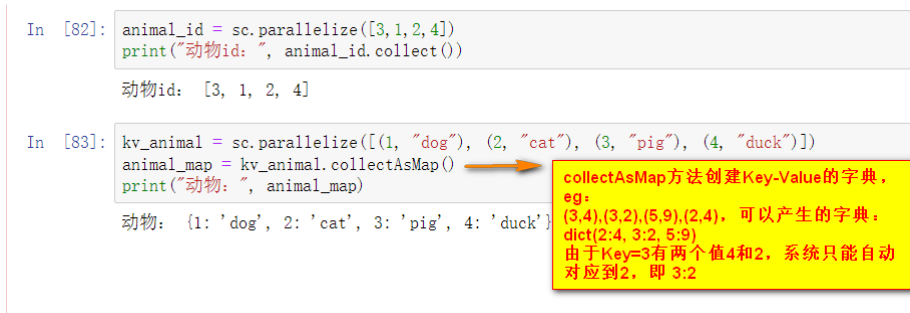 In [82]: animal_id = sc.parallelize([3,1,2,4])
print("动物id: ", animal_id.collect())
动物id: [3, 1, 2, 4]
In [83]: kv_animal = sc.parallelize([(1, "dog"), (2, "cat"), (3, "pig"), (4, "duck")])
animal_map = kv_animal.collectAsMap()
print("动物: ", animal_map)
动物: {1: 'dog', 2: 'cat', 3: 'pig', 4: 'duck'}
collectAsMap方法创建Key-Value的字典，
eg：
(3,4),(3,2),(5,9),(2,4)，可以产生的字典：
dict(2:4, 3:2, 5:9)
由于Key=3有两个值4和2，系统只能自动
对应到2，即 3:2